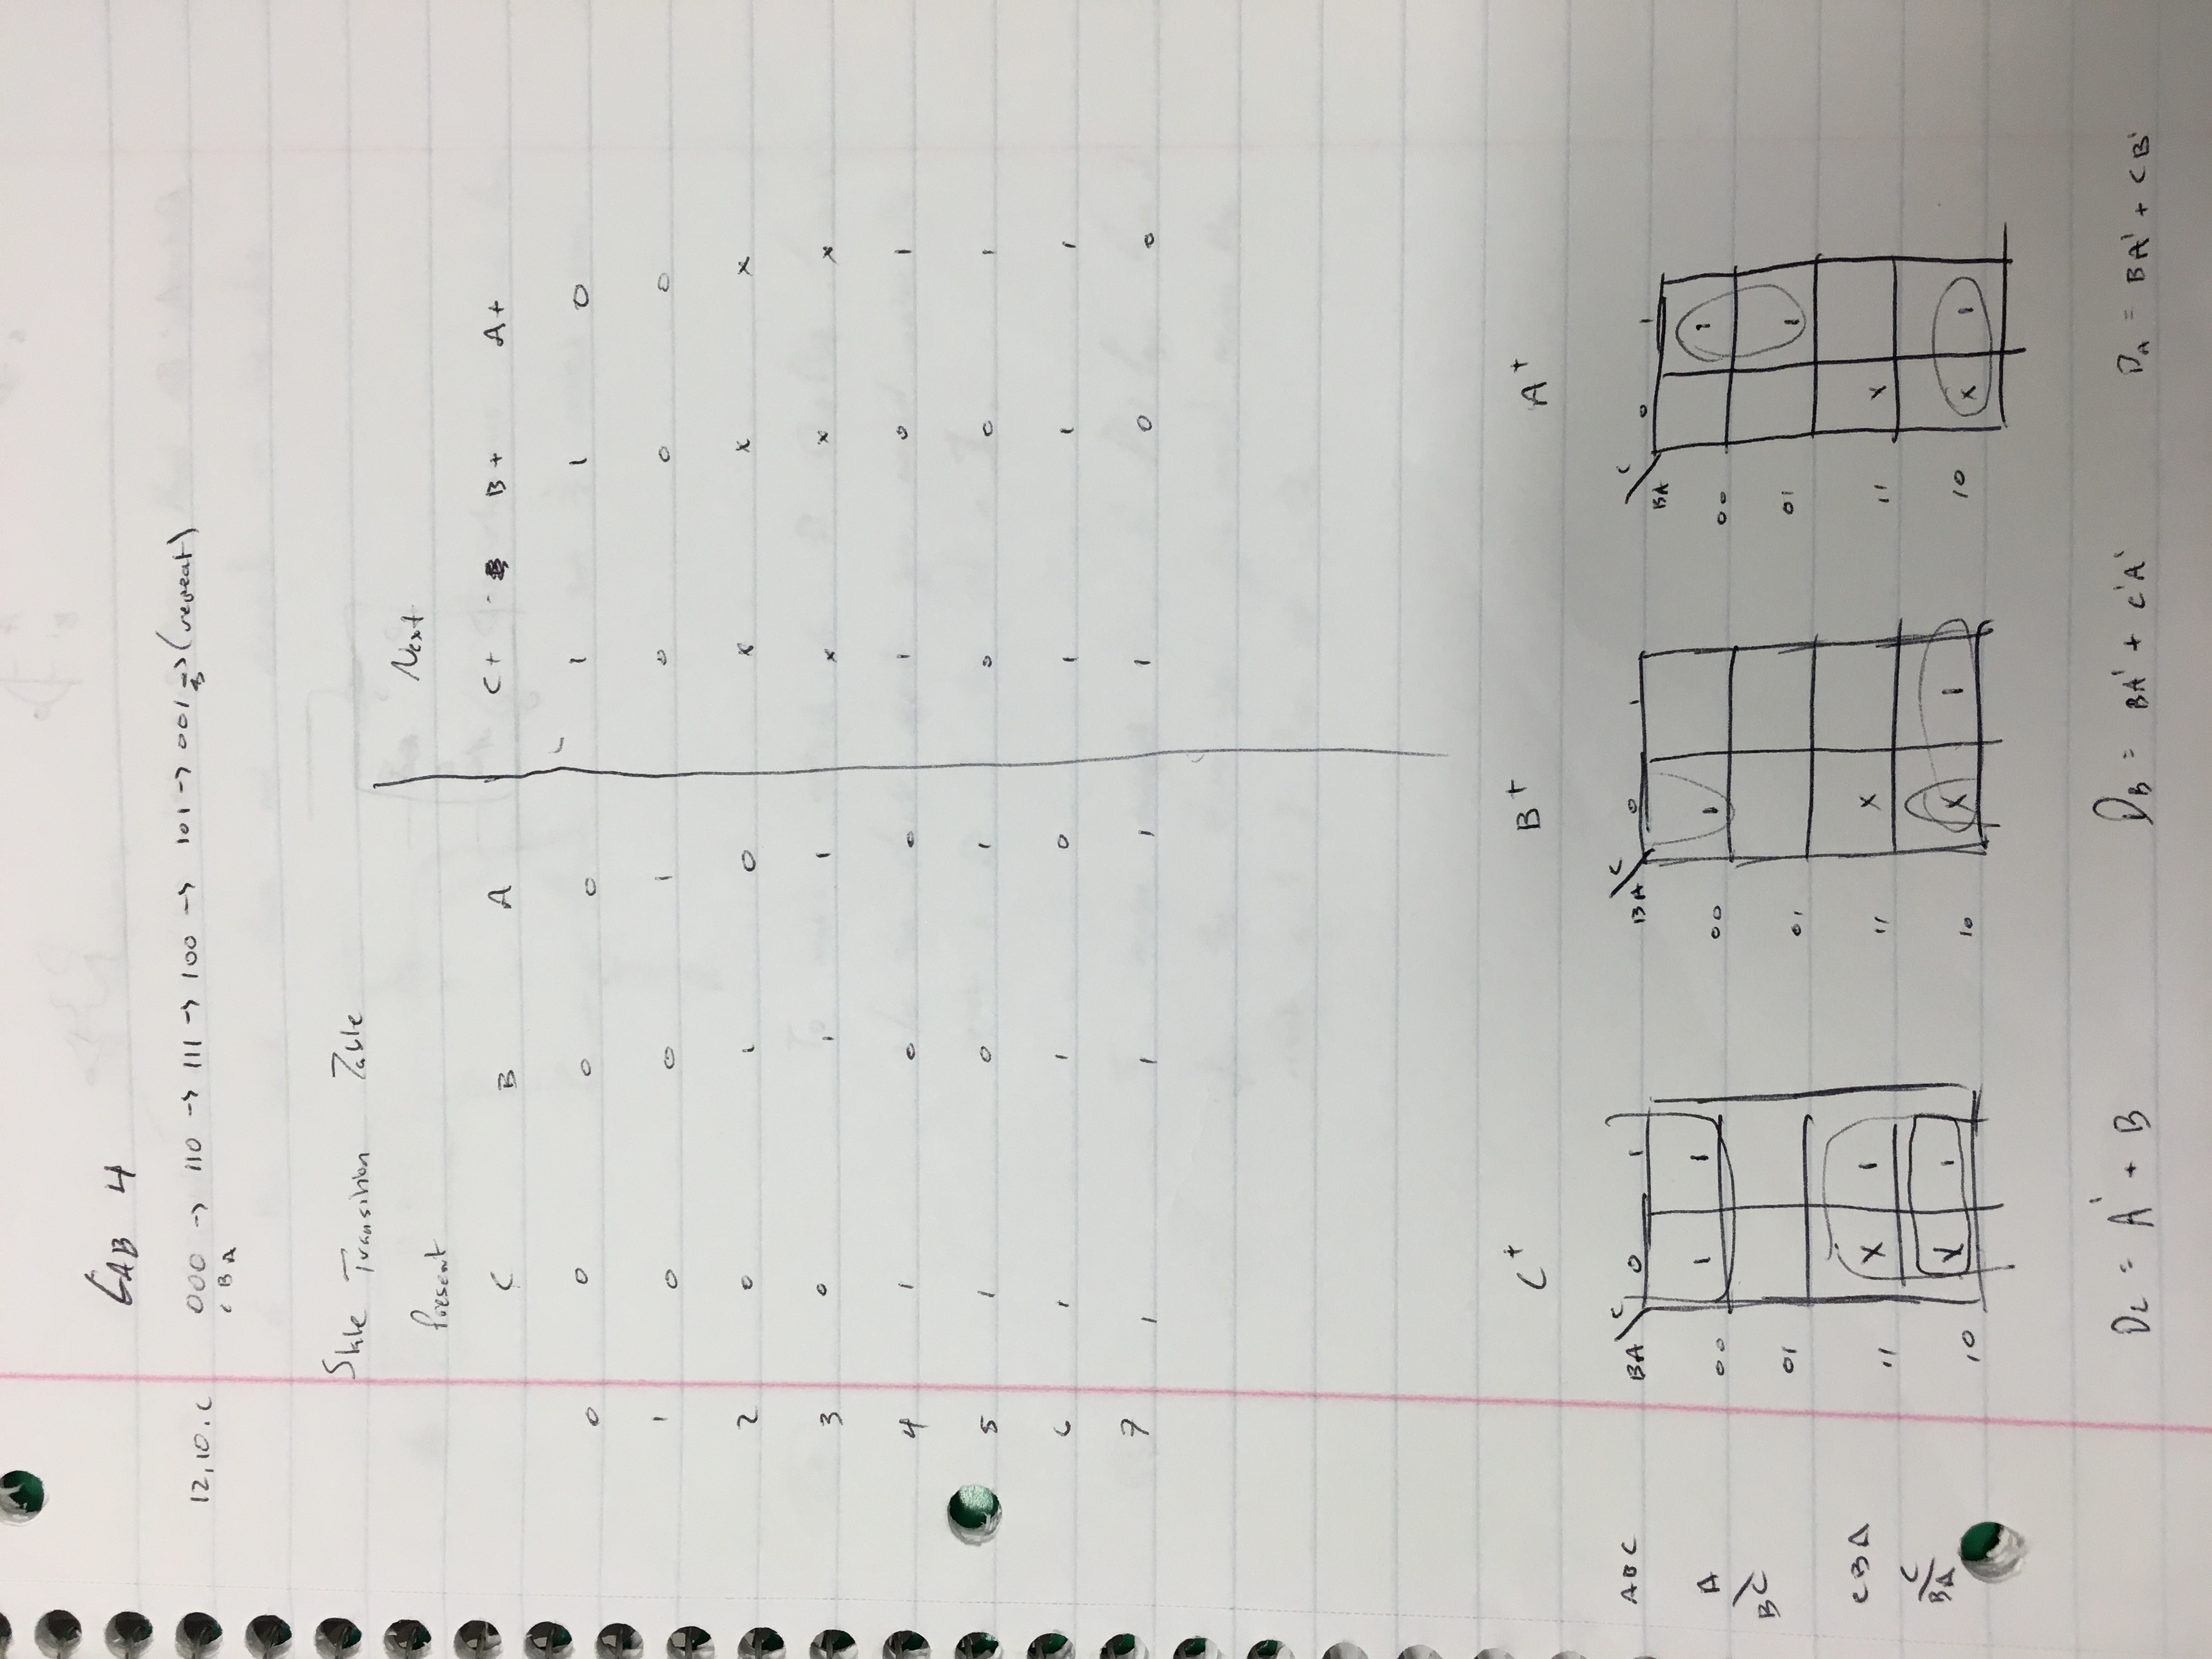 LAB 4
12.10.c 000 -> 110 -> 111 -> 100 -> 101 -> 001 -> (repeat)
C B A
State Transition Table
Present Next
C B A C+ B+ A+
0 0 0 0 1 1 0
1 0 0 1 0 0 0
2 0 1 0 x x x
3 0 1 1 x x x
4 1 0 0 1 0 1
5 1 0 1 0 0 1
6 1 1 0 1 1 1
7 1 1 1 1 0 0
C+ B+ A+
ABC BA \ C 0 1 BA \ C 0 1 BA \ C 0 1
A \ BC 00 1 1 00 1 00 1
01 01 01 1
CBA 11 X 1 11 X 11 X
C \ BA 10 X 1 10 X 1 10 X 1
Dc = A' + B DB = BA' + C'A' DA = BA' + CB'